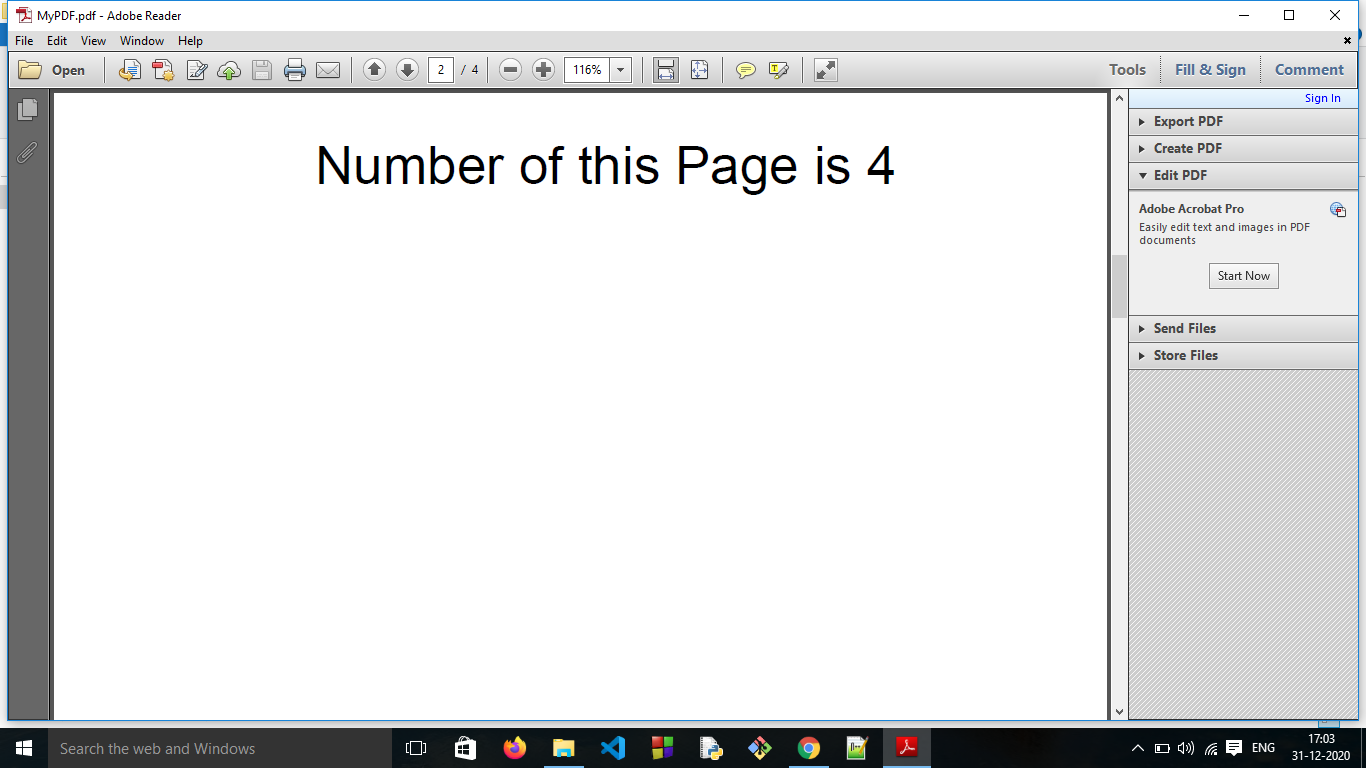 MyPDF.pdf - Adobe Reader
File Edit View Window Help
Open 2 / 4 116% Tools Fill & Sign Comment
Sign In
Number of this Page is 4
Export PDF
Create PDF
Edit PDF
Adobe Acrobat Pro
Easily edit text and images in PDF
documents
Start Now
Send Files
Store Files
Search the web and Windows
ENG
17:03
31-12-2020